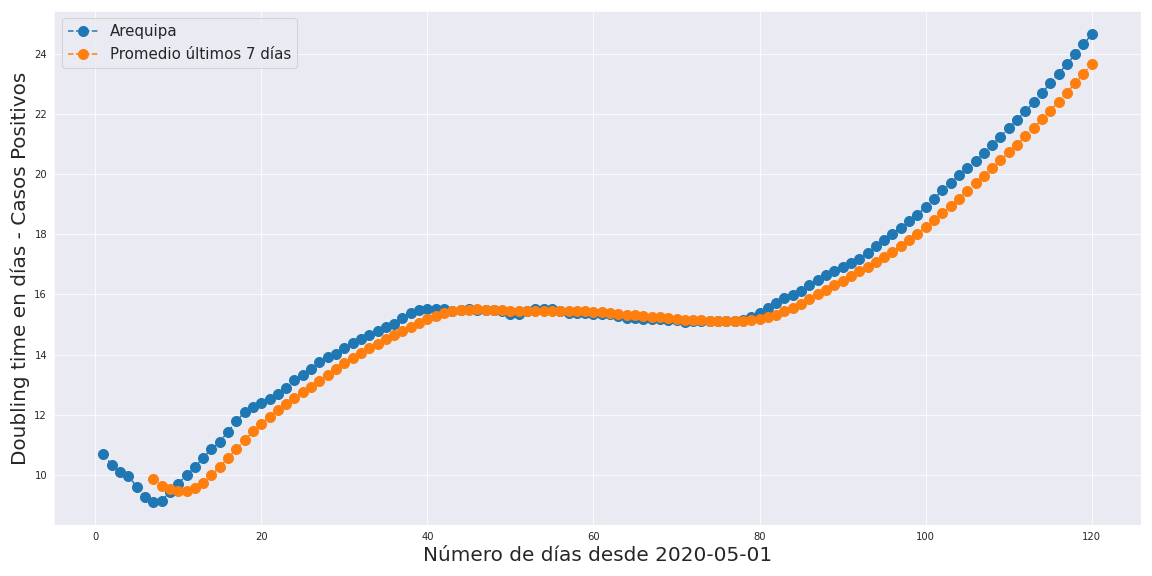 Arequipa
Promedio últimos 7 días
Doubling time en días - Casos Positivos
24
22
20
18
16
14
12
10
0 20 40 60 80 100 120
Número de días desde 2020-05-01